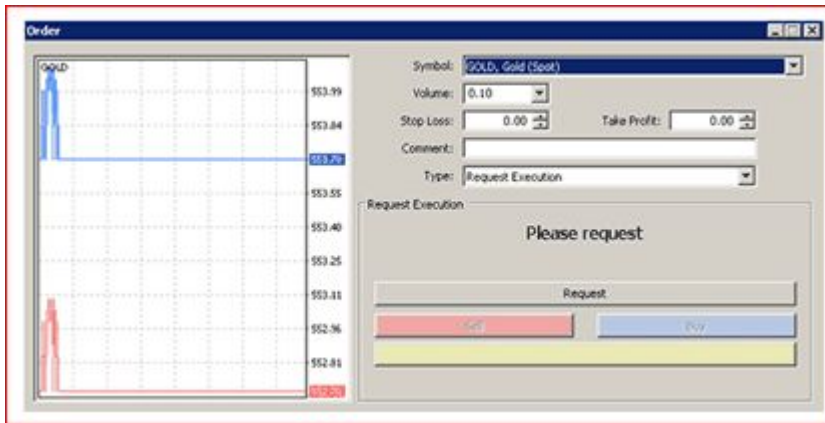 Order
GOLD
553.99
553.84
553.70
553.55
553.40
553.25
553.11
552.96
552.81
Symbol: GOLD, Gold (Spot)
Volume: 0.10
Stop Loss: 0.00 Take Profit: 0.00
Comment:
Type: Request Execution
Request Execution
Please request
Request
Sell Buy